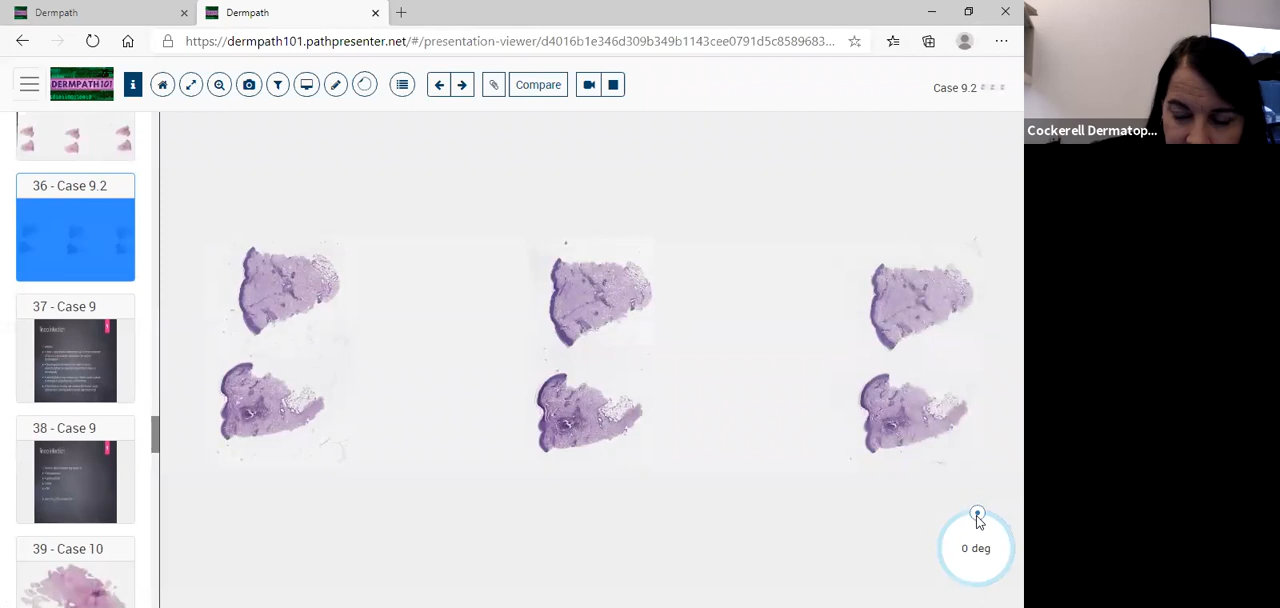 Dermpath
Dermpath
https://dermpath101.pathpresenter.net/#/presentation-viewer/d4016b1e346d309b349b1143cee0791d5c8589683...
DERMPATH101
Compare
Case 9.2
Cockerell Dermatop...
36 - Case 9.2
37 - Case 9
38 - Case 9
39 - Case 10
0 deg